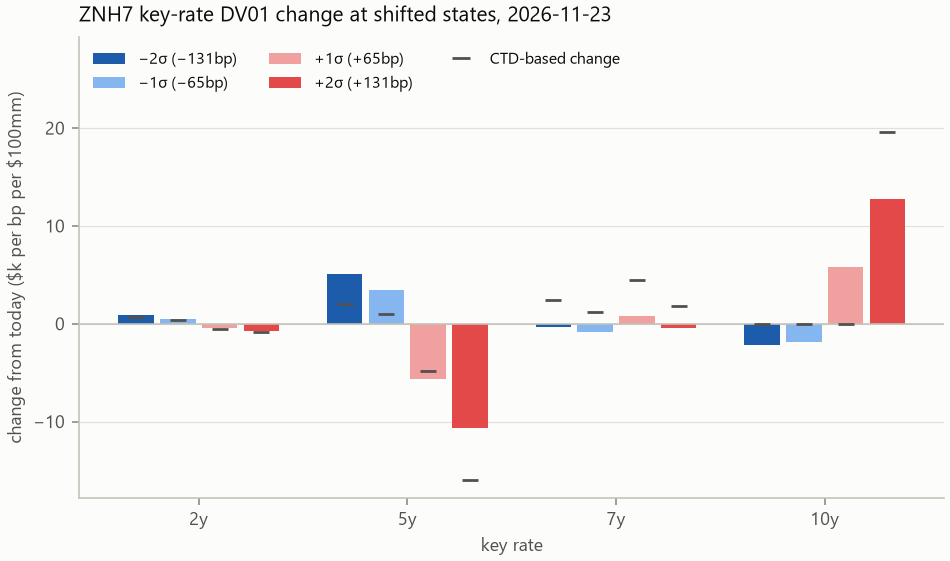 ZNH7 key-rate DV01 change at shifted states, 2026-11-23
−2σ (−131bp)
−1σ (−65bp)
+1σ (+65bp)
+2σ (+131bp)
CTD-based change
change from today ($k per bp per $100mm)
20
10
0
−10
2y
5y
7y
10y
key rate